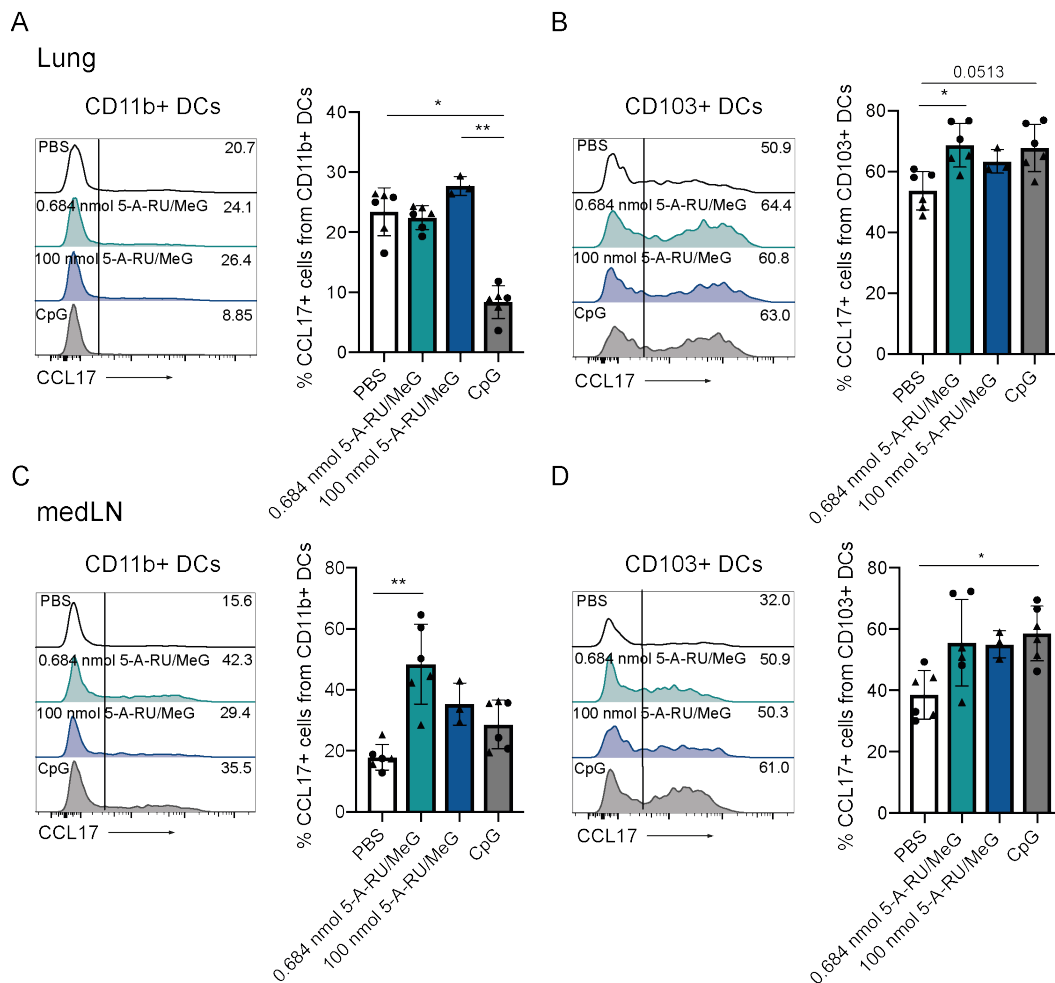 A
Lung
CD11b+ DCs
PBS
20.7
0.684 nmol 5-A-RU/MeG
24.1
100 nmol 5-A-RU/MeG
26.4
CpG
8.85
CCL17
% CCL17+ cells from CD11b+ DCs
40
30
20
10
0
*
**
PBS
0.684 nmol 5-A-RU/MeG
100 nmol 5-A-RU/MeG
CpG
B
CD103+ DCs
PBS
50.9
0.684 nmol 5-A-RU/MeG
64.4
100 nmol 5-A-RU/MeG
60.8
CpG
63.0
CCL17
% CCL17+ cells from CD103+ DCs
80
60
40
20
0
0.0513
*
PBS
0.684 nmol 5-A-RU/MeG
100 nmol 5-A-RU/MeG
CpG
C
medLN
CD11b+ DCs
PBS
15.6
0.684 nmol 5-A-RU/MeG
42.3
100 nmol 5-A-RU/MeG
29.4
CpG
35.5
CCL17
% CCL17+ cells from CD11b+ DCs
80
60
40
20
0
**
PBS
0.684 nmol 5-A-RU/MeG
100 nmol 5-A-RU/MeG
CpG
D
CD103+ DCs
PBS
32.0
0.684 nmol 5-A-RU/MeG
50.9
100 nmol 5-A-RU/MeG
50.3
CpG
61.0
CCL17
% CCL17+ cells from CD103+ DCs
80
60
40
20
0
*
PBS
0.684 nmol 5-A-RU/MeG
100 nmol 5-A-RU/MeG
CpG